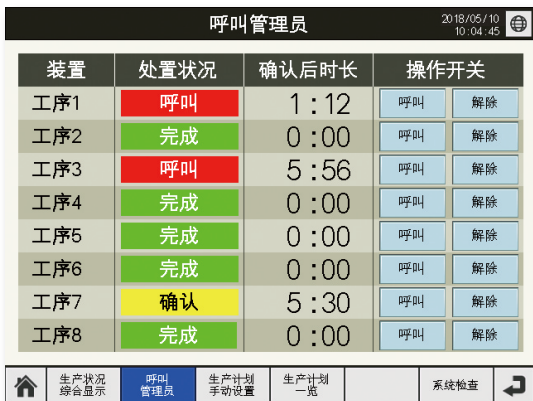 呼叫管理员
2018/05/10
10:04:45
装置 处置状况 确认后时长 操作开关
工序1 呼叫 1:12 呼叫 解除
工序2 完成 0:00 呼叫 解除
工序3 呼叫 5:56 呼叫 解除
工序4 完成 0:00 呼叫 解除
工序5 完成 0:00 呼叫 解除
工序6 完成 0:00 呼叫 解除
工序7 确认 5:30 呼叫 解除
工序8 完成 0:00 呼叫 解除
生产状况
综合显示
呼叫
管理员
生产计划
手动设置
生产计划
一览
系统检查